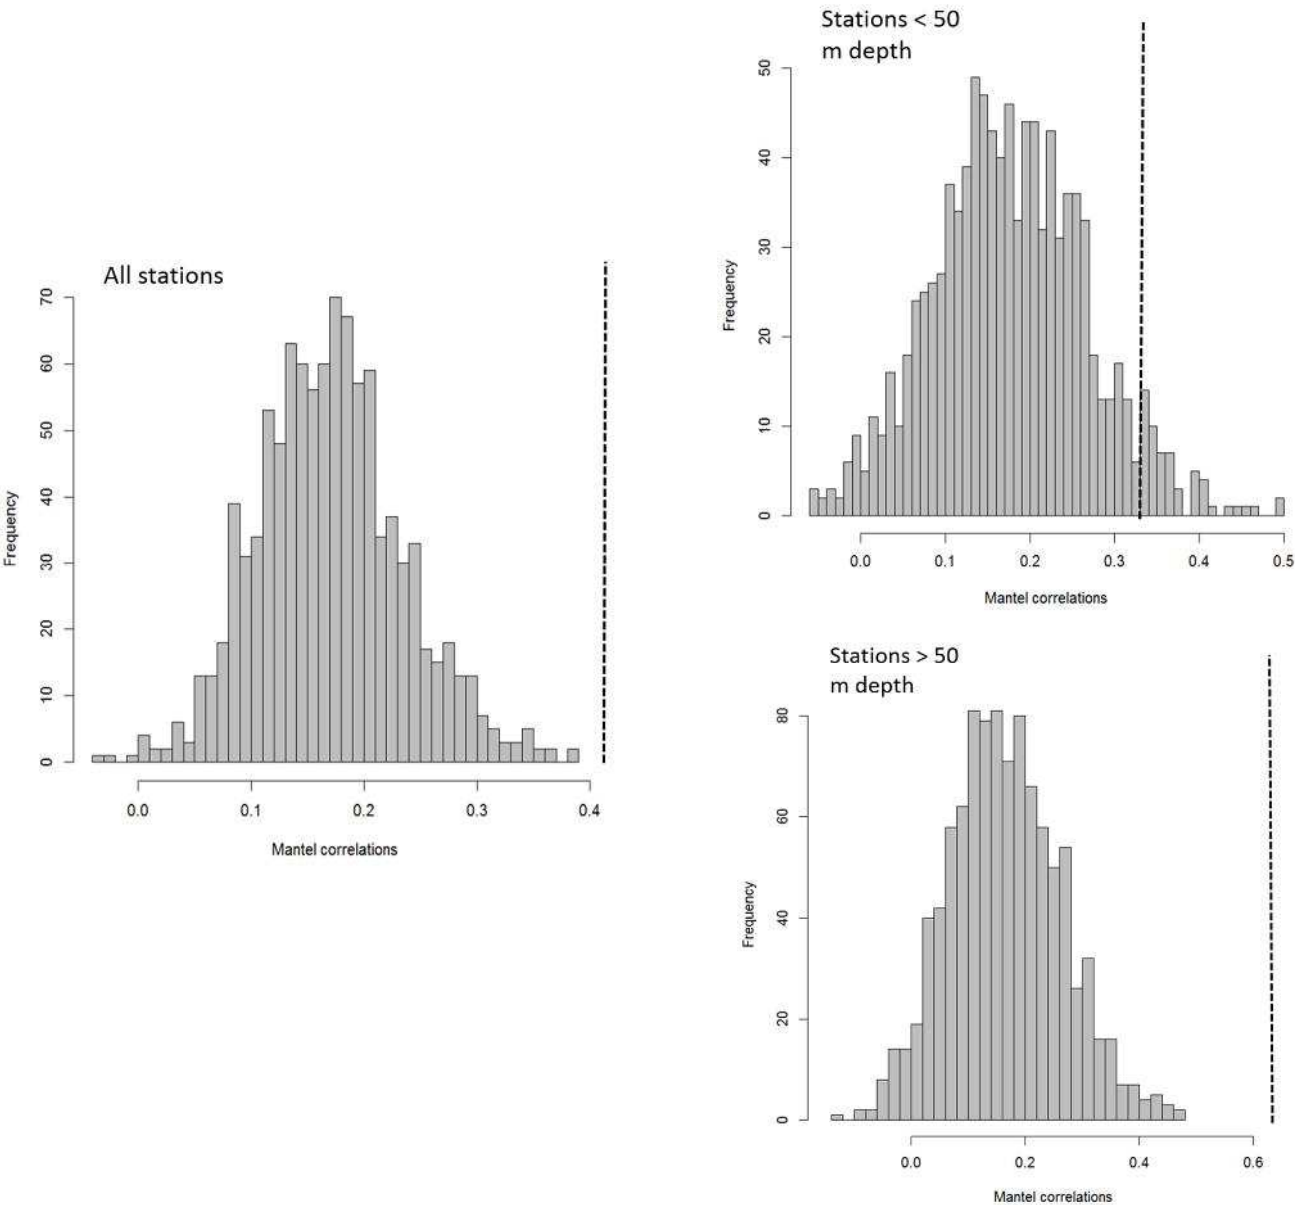 All stations
Frequency
70
60
50
40
30
20
10
0
0.0 0.1 0.2 0.3 0.4
Mantel correlations
Stations < 50
m depth
Frequency
50
40
30
20
10
0
0.0 0.1 0.2 0.3 0.4 0.5
Mantel correlations
Stations > 50
m depth
Frequency
80
60
40
20
0
0.0 0.2 0.4 0.6
Mantel correlations